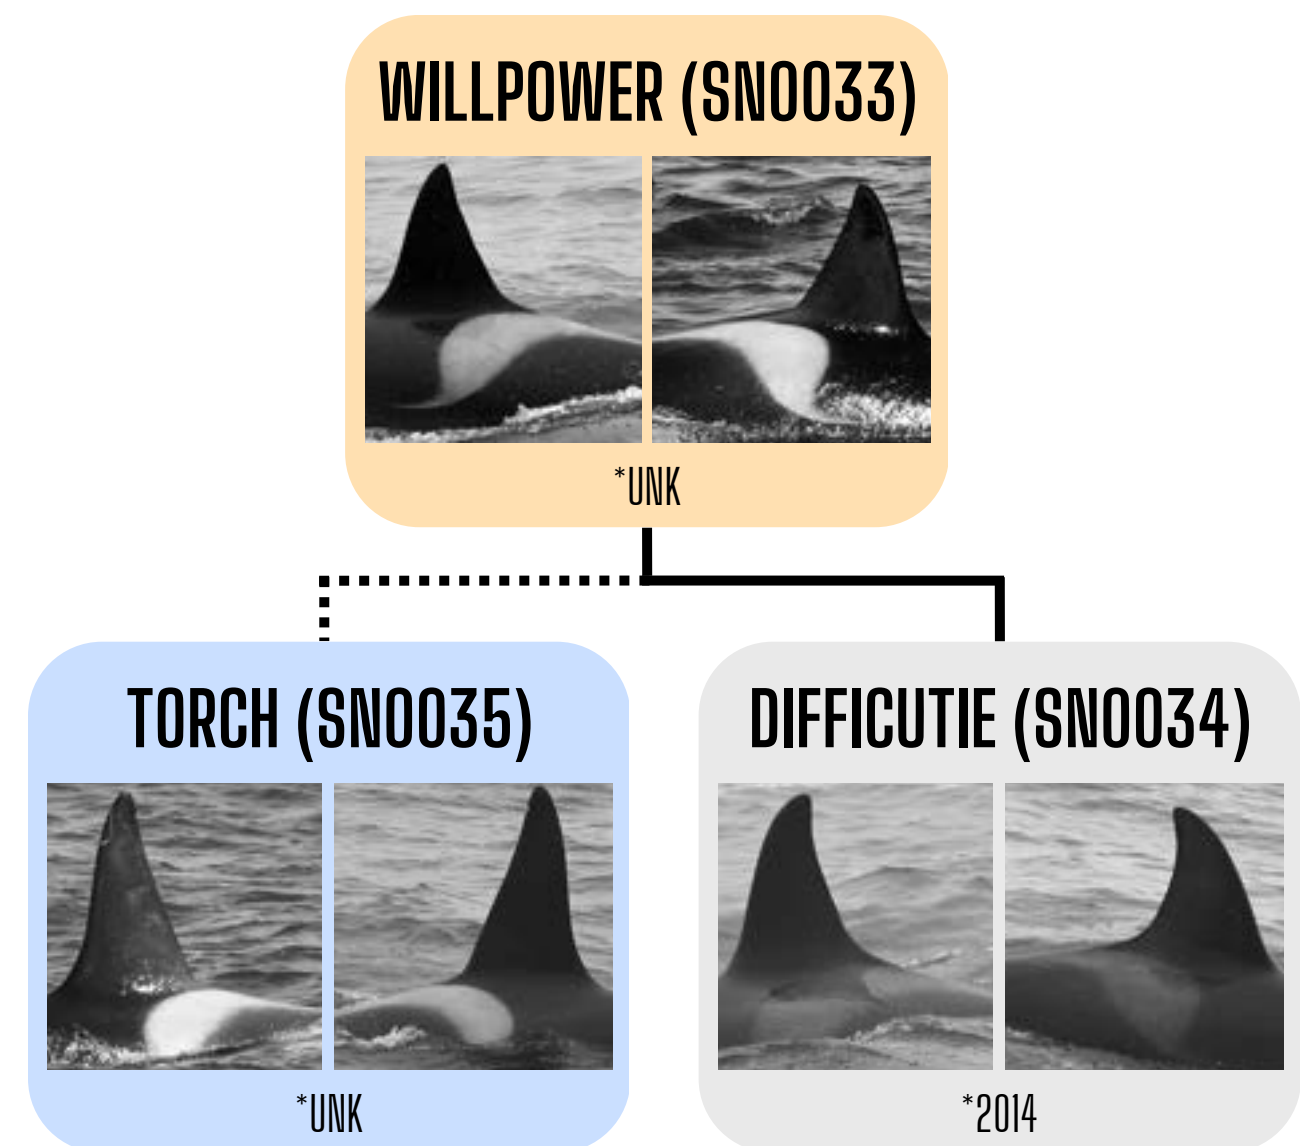 WILLPOWER (SN0033)
*UNK
TORCH (SN0035)
DIFFICUTIE (SN0034)
*UNK
*2014